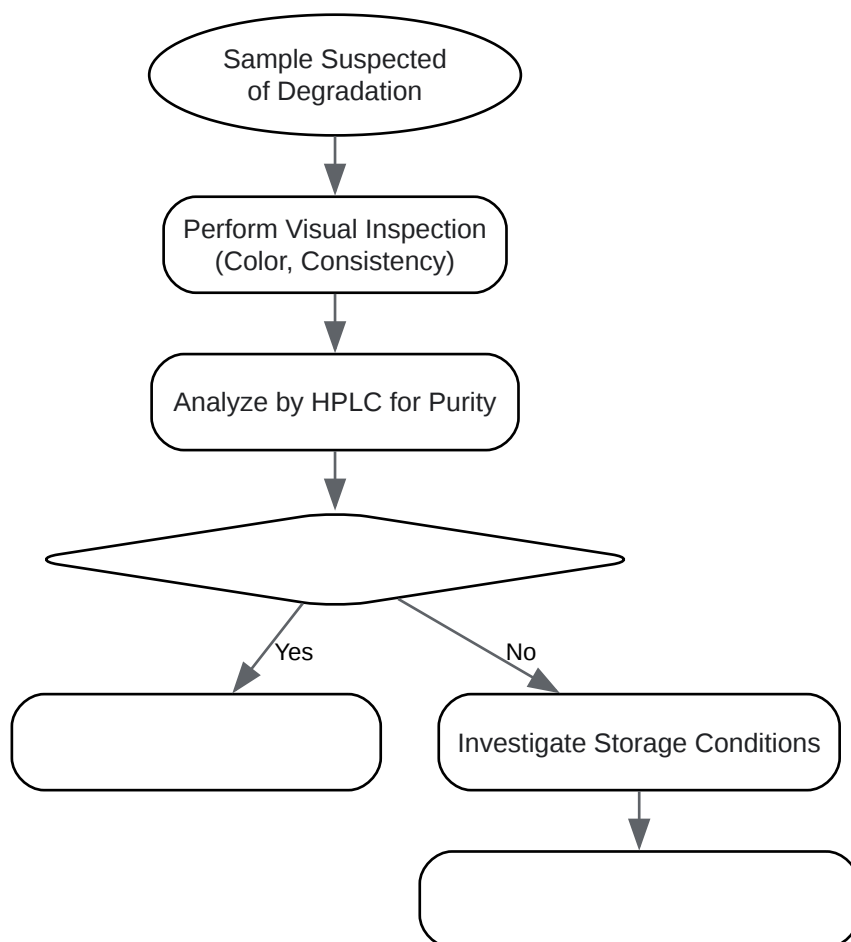 Sample Suspected
of Degradation
Perform Visual Inspection
(Color, Consistency)
Analyze by HPLC for Purity
Yes
No
Investigate Storage Conditions